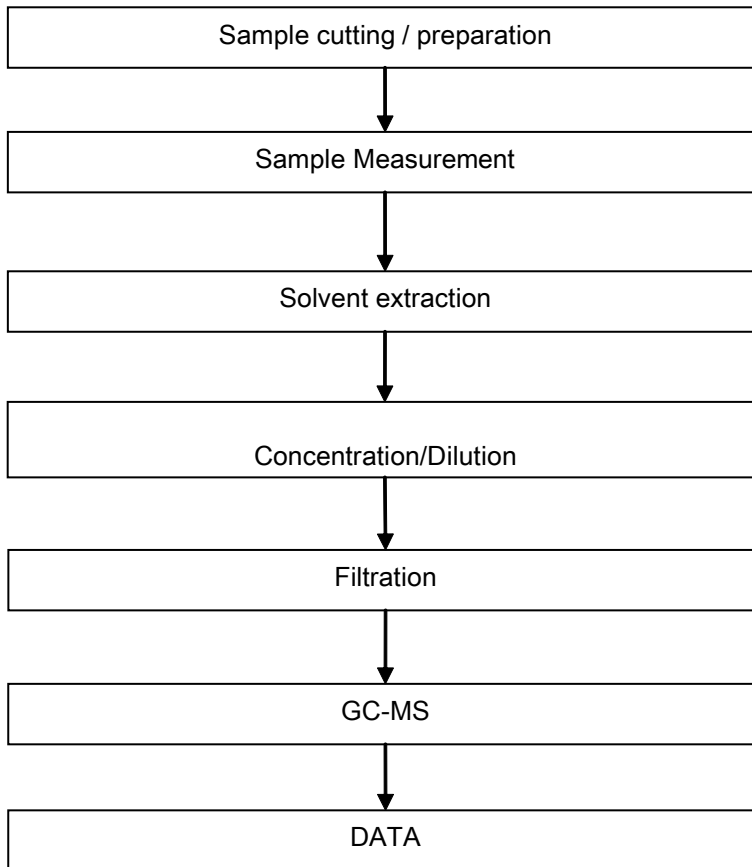 Sample cutting / preparation
Sample Measurement
Solvent extraction
Concentration/Dilution
Filtration
GC-MS
DATA